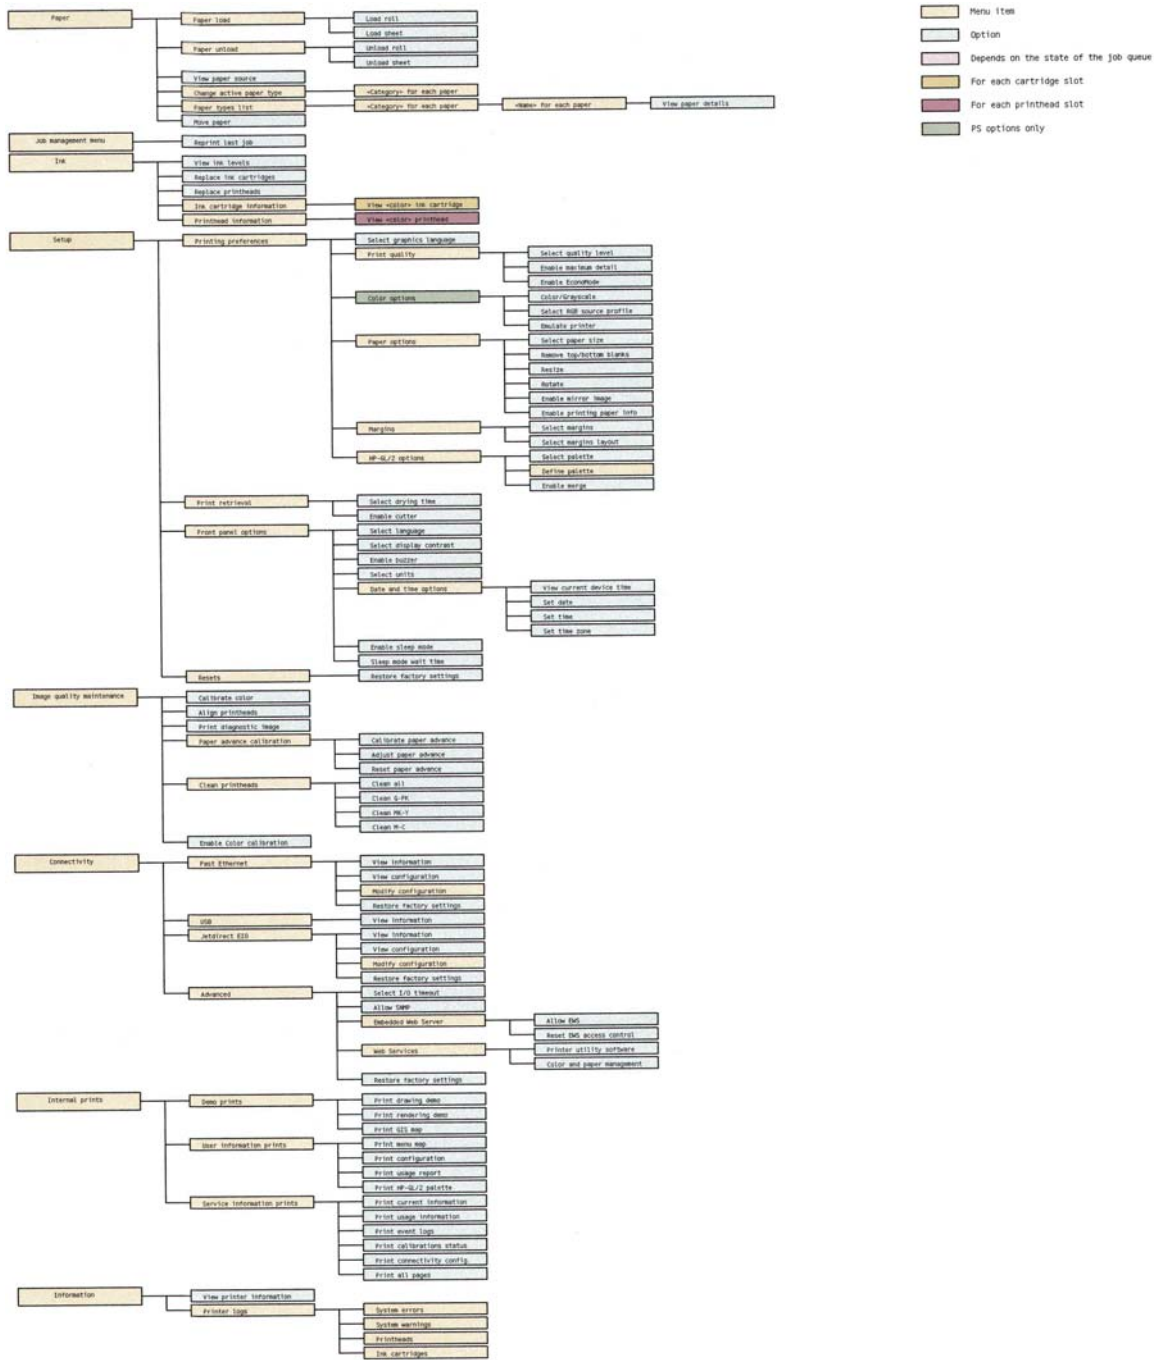 Paper
Paper load
Load roll
Load sheet
Paper unload
Unload roll
Unload sheet
View paper source
Change active paper type
<Category> for each paper
Paper types list
<Category> for each paper
<Name> for each paper
View paper details
Move paper
Job management menu
Reprint last job
Ink
View ink levels
Replace ink cartridges
Replace printheads
Ink cartridge information
View <color> ink cartridge
Printhead information
View <color> printhead
Setup
Printing preferences
Select graphics language
Print quality
Select quality level
Enable maximum detail
Enable EconoMode
Color options
Color/Grayscale
Select RGB source profile
Emulate printer
Paper options
Select paper size
Remove top/bottom blanks
Resize
Rotate
Enable mirror image
Enable printing paper info
Margins
Select margins
Select margins layout
HP-GL/2 options
Select palette
Define palette
Enable merge
Print retrieval
Select drying time
Enable cutter
Front panel options
Select language
Select display contrast
Enable buzzer
Select units
Date and time options
View current device time
Set date
Set time
Set time zone
Enable sleep mode
Sleep mode wait time
Resets
Restore factory settings
Image quality maintenance
Calibrate color
Align printheads
Print diagnostic image
Paper advance calibration
Calibrate paper advance
Adjust paper advance
Reset paper advance
Clean printheads
Clean all
Clean G-PK
Clean MK-Y
Clean M-C
Enable Color calibration
Connectivity
Fast Ethernet
View information
View configuration
Modify configuration
Restore factory settings
USB
View information
Jetdirect EIO
View information
View configuration
Modify configuration
Restore factory settings
Advanced
Select I/O timeout
Allow SNMP
Embedded Web Server
Allow EWS
Reset EWS access control
Web Services
Printer utility software
Color and paper management
Restore factory settings
Internal prints
Demo prints
Print drawing demo
Print rendering demo
Print GIS map
User information prints
Print menu map
Print configuration
Print usage report
Print HP-GL/2 palette
Service information prints
Print current information
Print usage information
Print event logs
Print calibrations status
Print connectivity config.
Print all pages
Information
View printer information
Printer logs
System errors
System warnings
Printheads
Ink cartridges
Menu item
Option
Depends on the state of the job queue
For each cartridge slot
For each printhead slot
PS options only